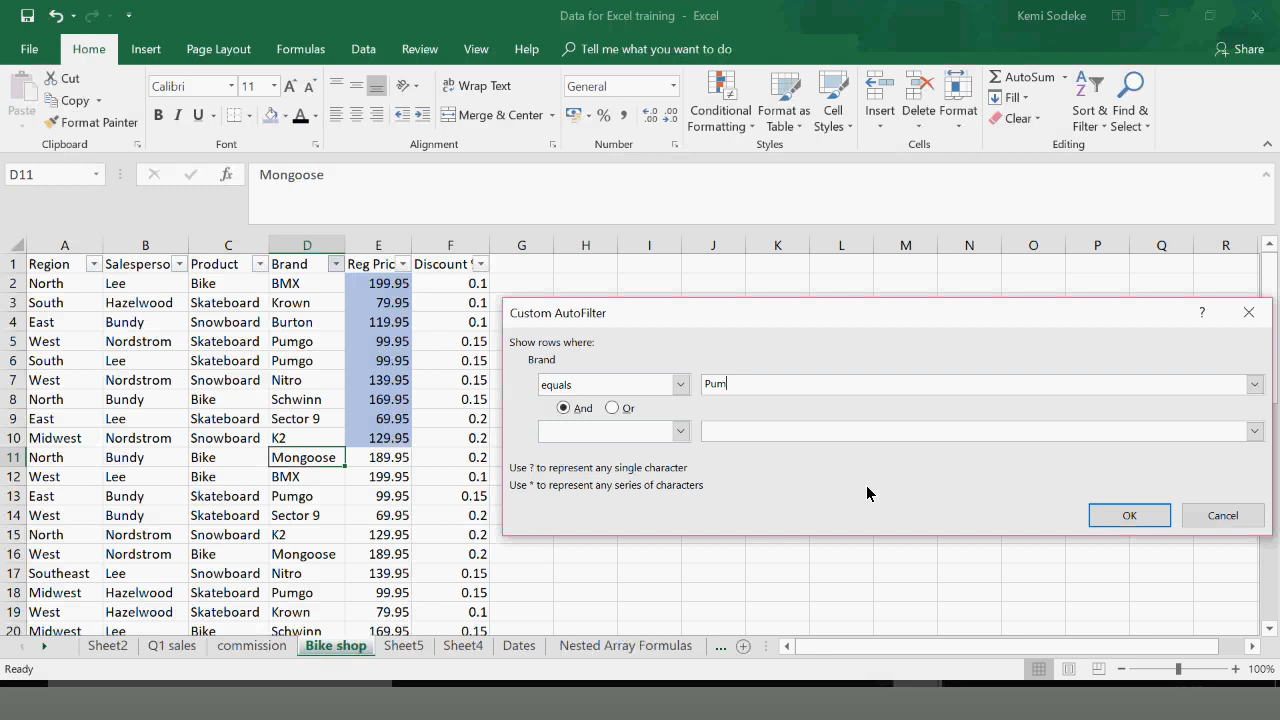 Data for Excel training - Excel
Kemi Sodeke
File Home Insert Page Layout Formulas Data Review View Help Tell me what you want to do Share
Paste
Cut
Copy
Format Painter
Clipboard
Calibri 11 A A
B I U A
Font
Wrap Text
Merge & Center
Alignment
General
% ,
Number
Conditional Formatting
Format as Table
Cell Styles
Styles
Insert Delete Format
Cells
AutoSum
Fill
Clear
Sort & Filter
Find & Select
Editing
D11 fx Mongoose
A B C D E F G H I J K L M N O P Q R
1 Region Salesperso Product Brand Reg Pric Discount
2 North Lee Bike BMX 199.95 0.1
3 South Hazelwood Skateboard Krown 79.95 0.1
4 East Bundy Snowboard Burton 119.95 0.1
5 West Nordstrom Skateboard Pumgo 99.95 0.15
6 South Lee Skateboard Pumgo 99.95 0.15
7 West Nordstrom Snowboard Nitro 139.95 0.15
8 North Bundy Bike Schwinn 169.95 0.15
9 East Lee Skateboard Sector 9 69.95 0.2
10 Midwest Nordstrom Snowboard K2 129.95 0.2
11 North Bundy Bike Mongoose 189.95 0.2
12 West Lee Bike BMX 199.95 0.1
13 East Bundy Skateboard Pumgo 99.95 0.15
14 West Bundy Skateboard Sector 9 69.95 0.2
15 North Nordstrom Snowboard K2 129.95 0.2
16 West Nordstrom Bike Mongoose 189.95 0.2
17 Southeast Lee Snowboard Nitro 139.95 0.15
18 Midwest Hazelwood Skateboard Pumgo 99.95 0.15
19 West Hazelwood Skateboard Krown 79.95 0.1
20 Midwest Lee Bike Schwinn 169.95 0.15
Custom AutoFilter ?
Show rows where:
Brand
equals Pum
And Or
Use ? to represent any single character
Use * to represent any series of characters
OK Cancel
Sheet2 Q1 sales commission Bike shop Sheet5 Sheet4 Dates Nested Array Formulas ...
Ready 100%